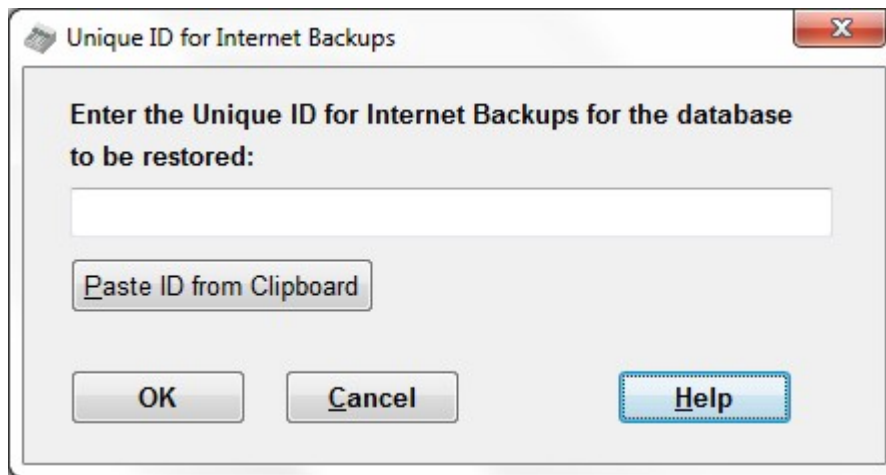 Unique ID for Internet Backups
Enter the Unique ID for Internet Backups for the database
to be restored:
Paste ID from Clipboard
OK Cancel Help